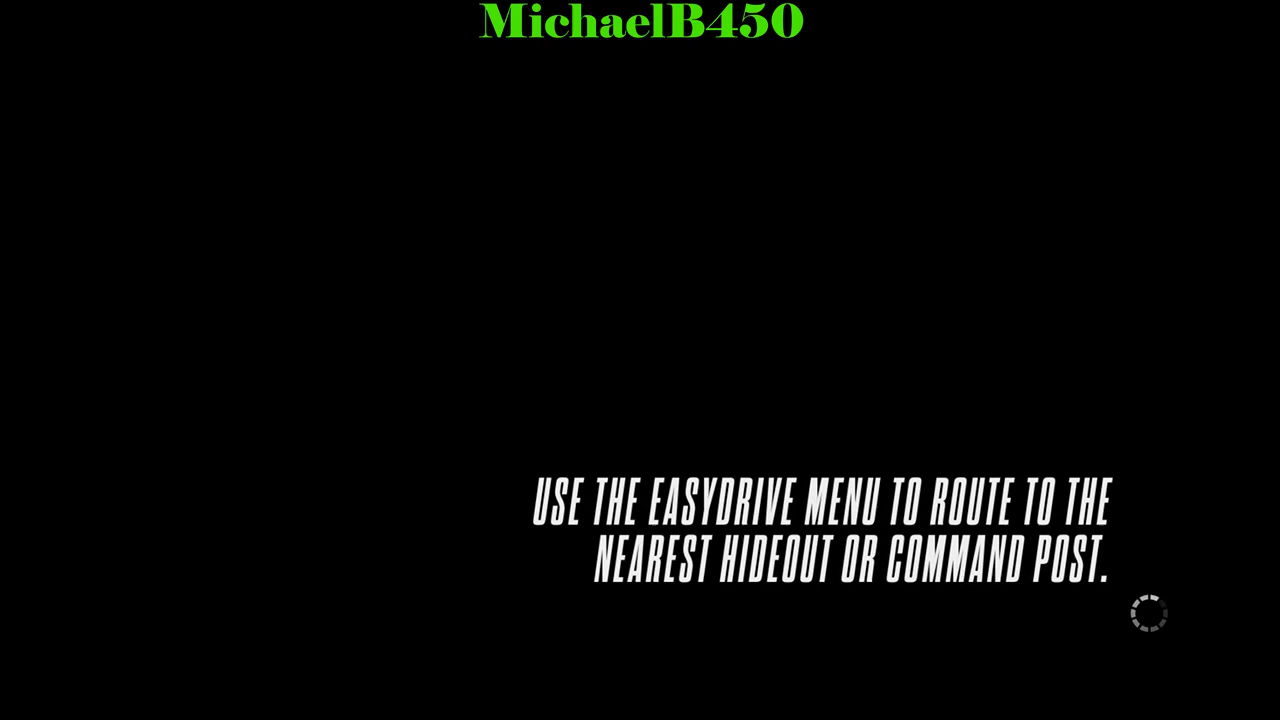 MichaelB450
USE THE EASYDRIVE MENU TO ROUTE TO THE
NEAREST HIDEOUT OR COMMAND POST.